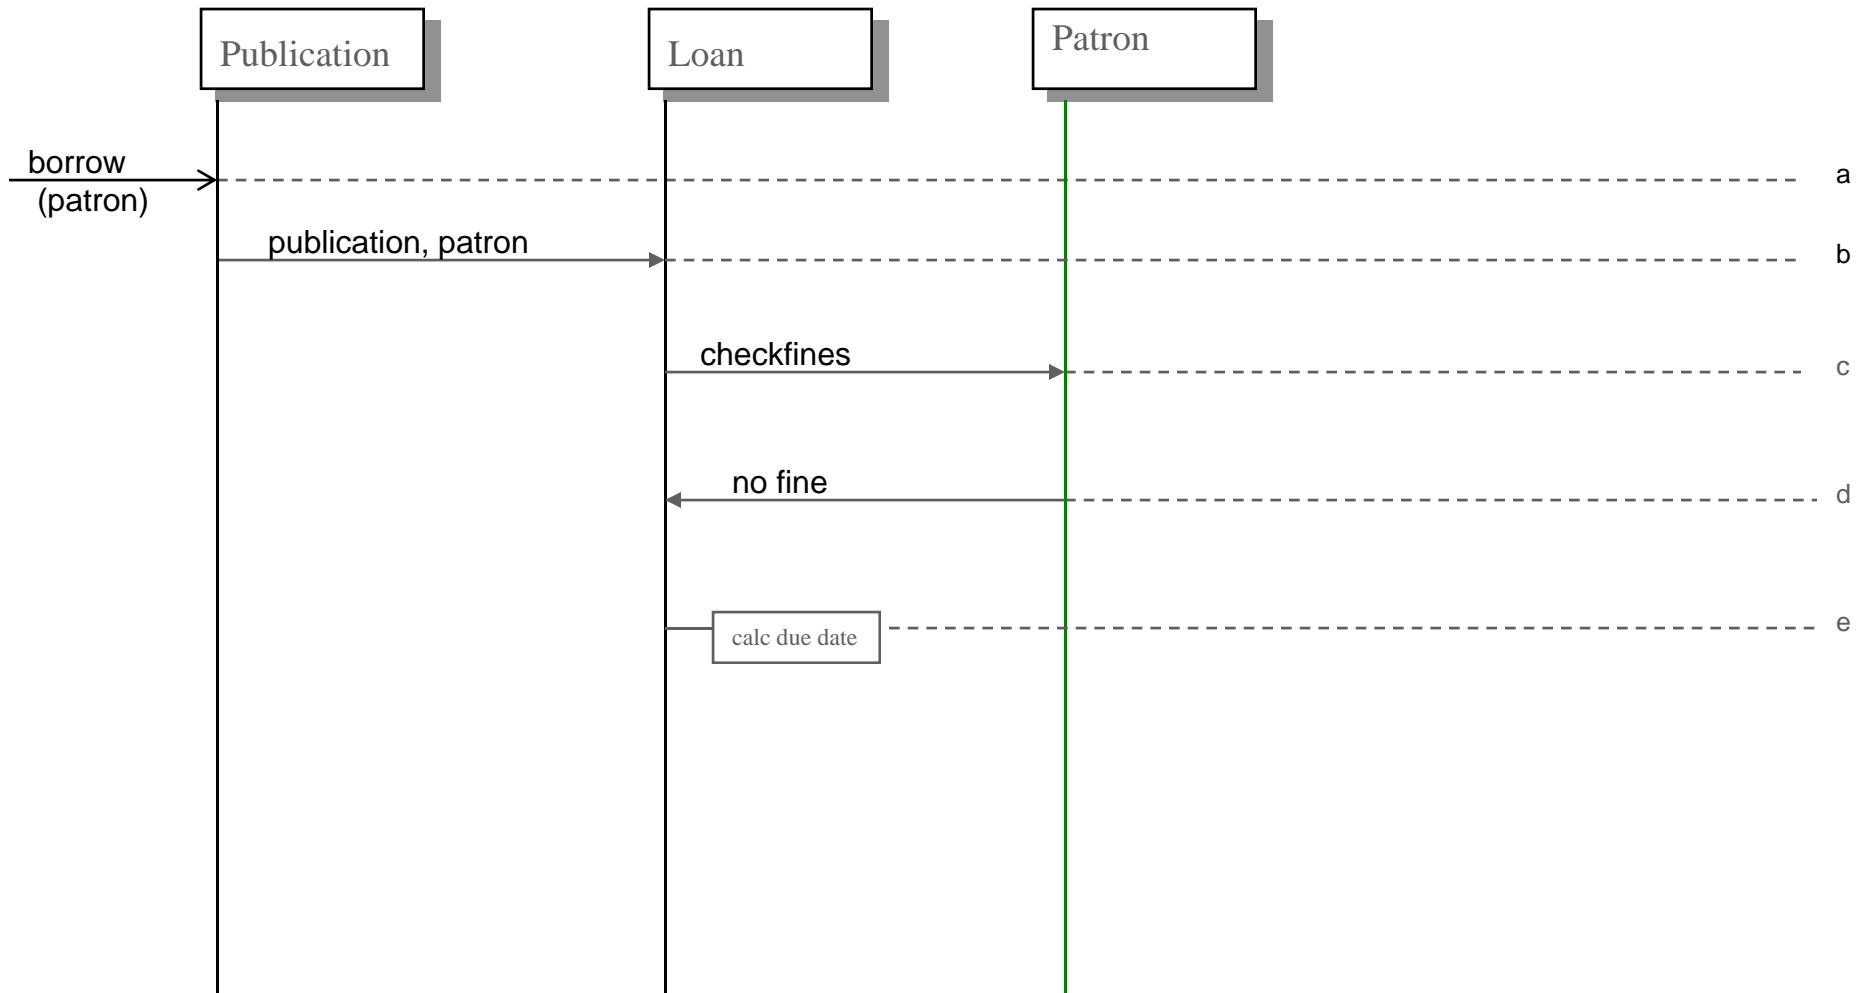 Publication
Loan
Patron
borrow
(patron)
a
publication, patron
b
checkfines
c
no fine
d
calc due date
e